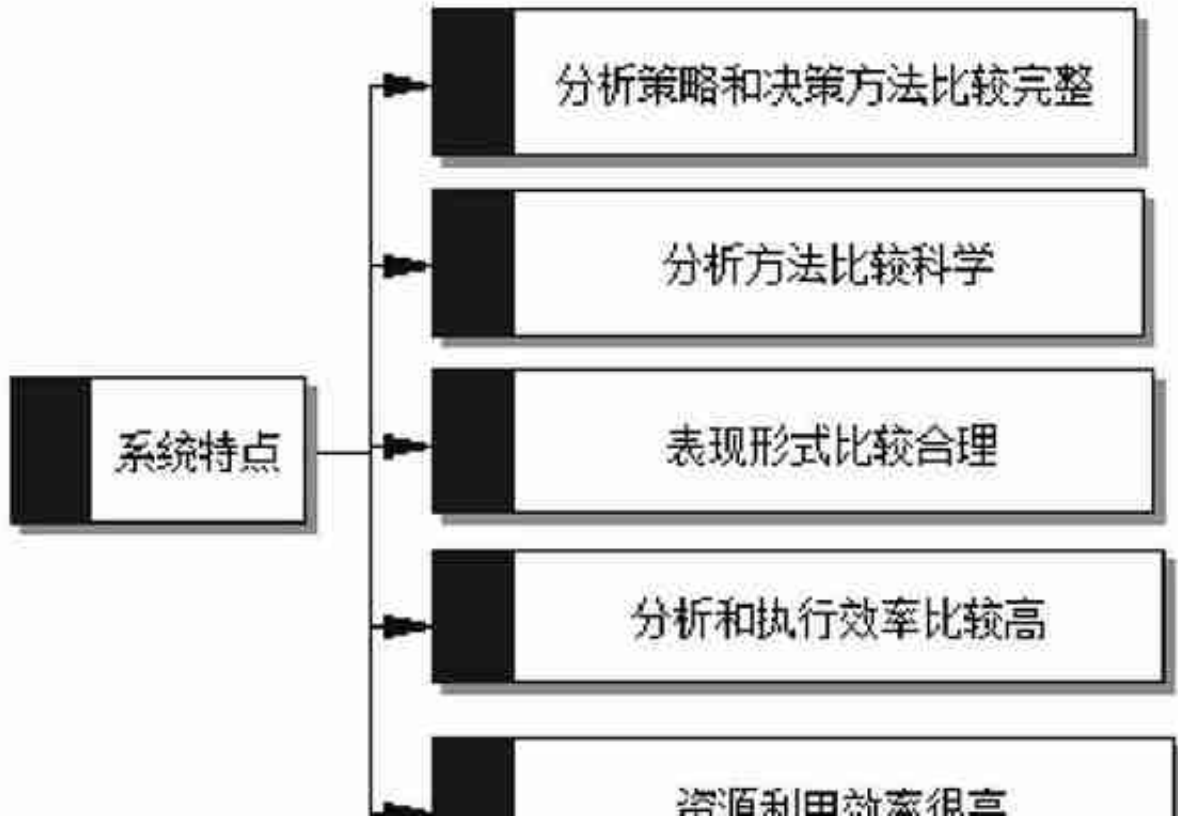 分析策略和决策方法比较完整
分析方法比较科学
系统特点
表现形式比较合理
分析和执行效率比较高
资源利用效率很高